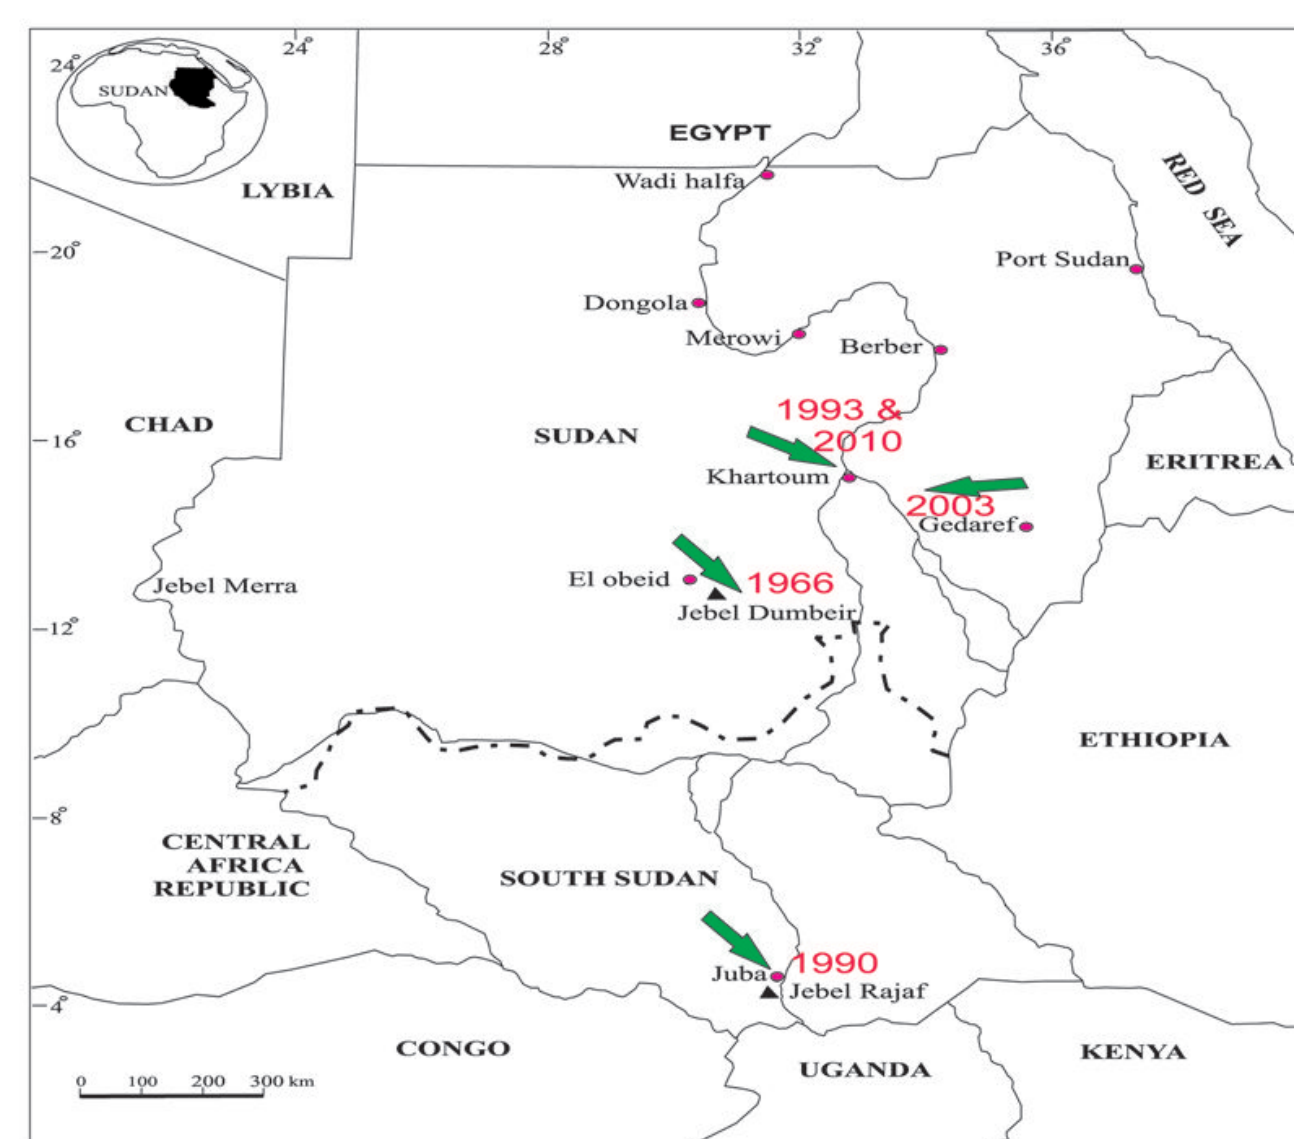 24°
28°
32°
36°
24°
SUDAN
EGYPT
LYBIA
Wadi halfa
RED SEA
20°
Port Sudan
Dongola
Merowi
Berber
1993 &
2010
CHAD
16°
SUDAN
ERITREA
Khartoum
2003
Gedaref
El obeid
1966
Jebel Merra
Jebel Dumbeir
12°
ETHIOPIA
8°
CENTRAL
AFRICA
REPUBLIC
SOUTH SUDAN
1990
Juba
Jebel Rajaf
4°
CONGO
KENYA
UGANDA
0 100 200 300 km